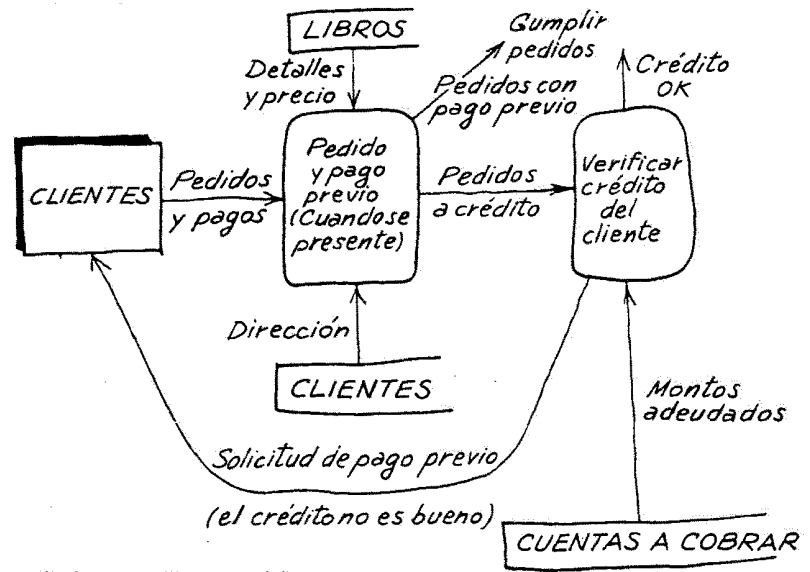 LIBROS
Detalles
y precio
Gumplir
pedidos
Pedidos con
pago previo
Crédito
OK
CLIENTES
Pedidos
y pagos
Pedido
y pago
previo
(Cuando se
presente)
Pedidos
a crédito
Verificar
crédito
del
cliente
Dirección
CLIENTES
Montos
adeudados
Solicitud de pago previo
(el crédito no es bueno)
CUENTAS A COBRAR